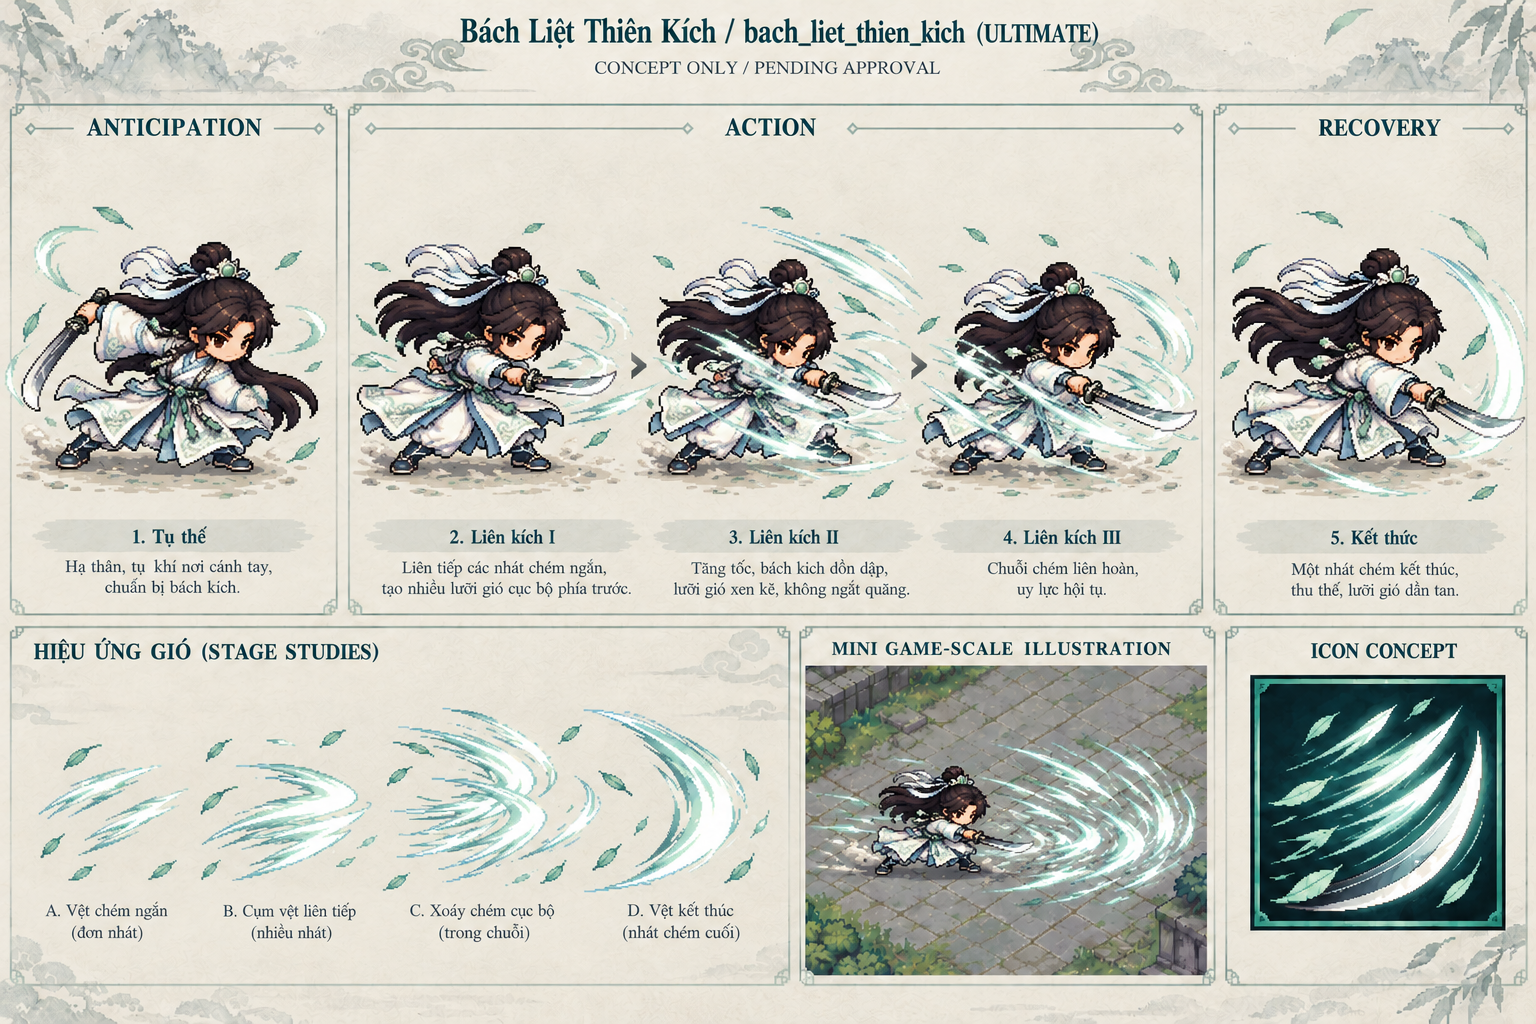 Bách Liệt Thiên Kích / bach_liet_thien_kich (ULTIMATE)
CONCEPT ONLY / PENDING APPROVAL
ANTICIPATION
ACTION
RECOVERY
1. Tụ thế
Hạ thân, tụ khí nơi cánh tay,
chuẩn bị bách kích.
2. Liên kích I
Liên tiếp các nhát chém ngắn,
tạo nhiều lưỡi gió cục bộ phía trước.
3. Liên kích II
Tăng tốc, bách kich dồn dập,
lưỡi gió xen kẽ, không ngắt quãng.
4. Liên kích III
Chuỗi chém liên hoàn,
uy lực hội tụ.
5. Kết thức
Một nhát chém kết thúc,
thu thế, lưỡi gió dần tan.
HIỆU ỨNG GIÓ (STAGE STUDIES)
A. Vệt chém ngắn
(đơn nhát)
B. Cụm vệt liên tiếp
(nhiều nhát)
C. Xoáy chém cục bộ
(trong chuỗi)
D. Vệt kết thúc
(nhát chém cuối)
MINI GAME-SCALE ILLUSTRATION
ICON CONCEPT